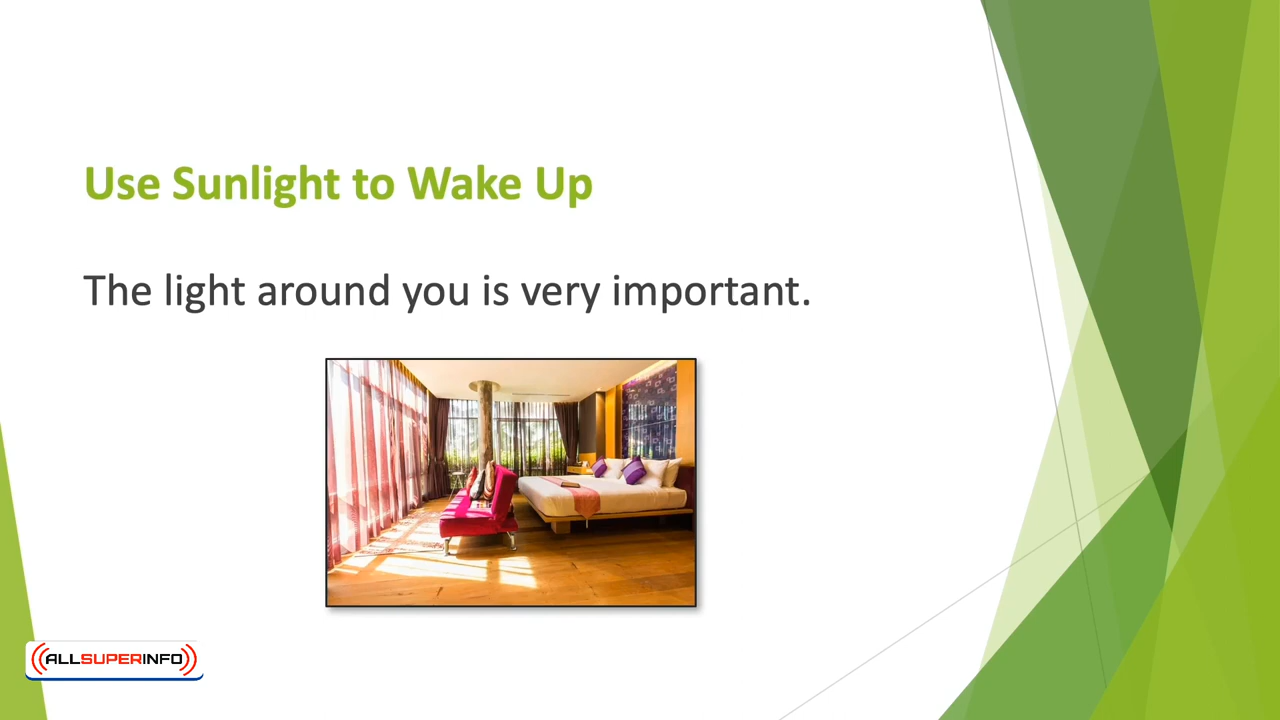 Use Sunlight to Wake Up
The light around you is very important.
ALLSUPERINFO